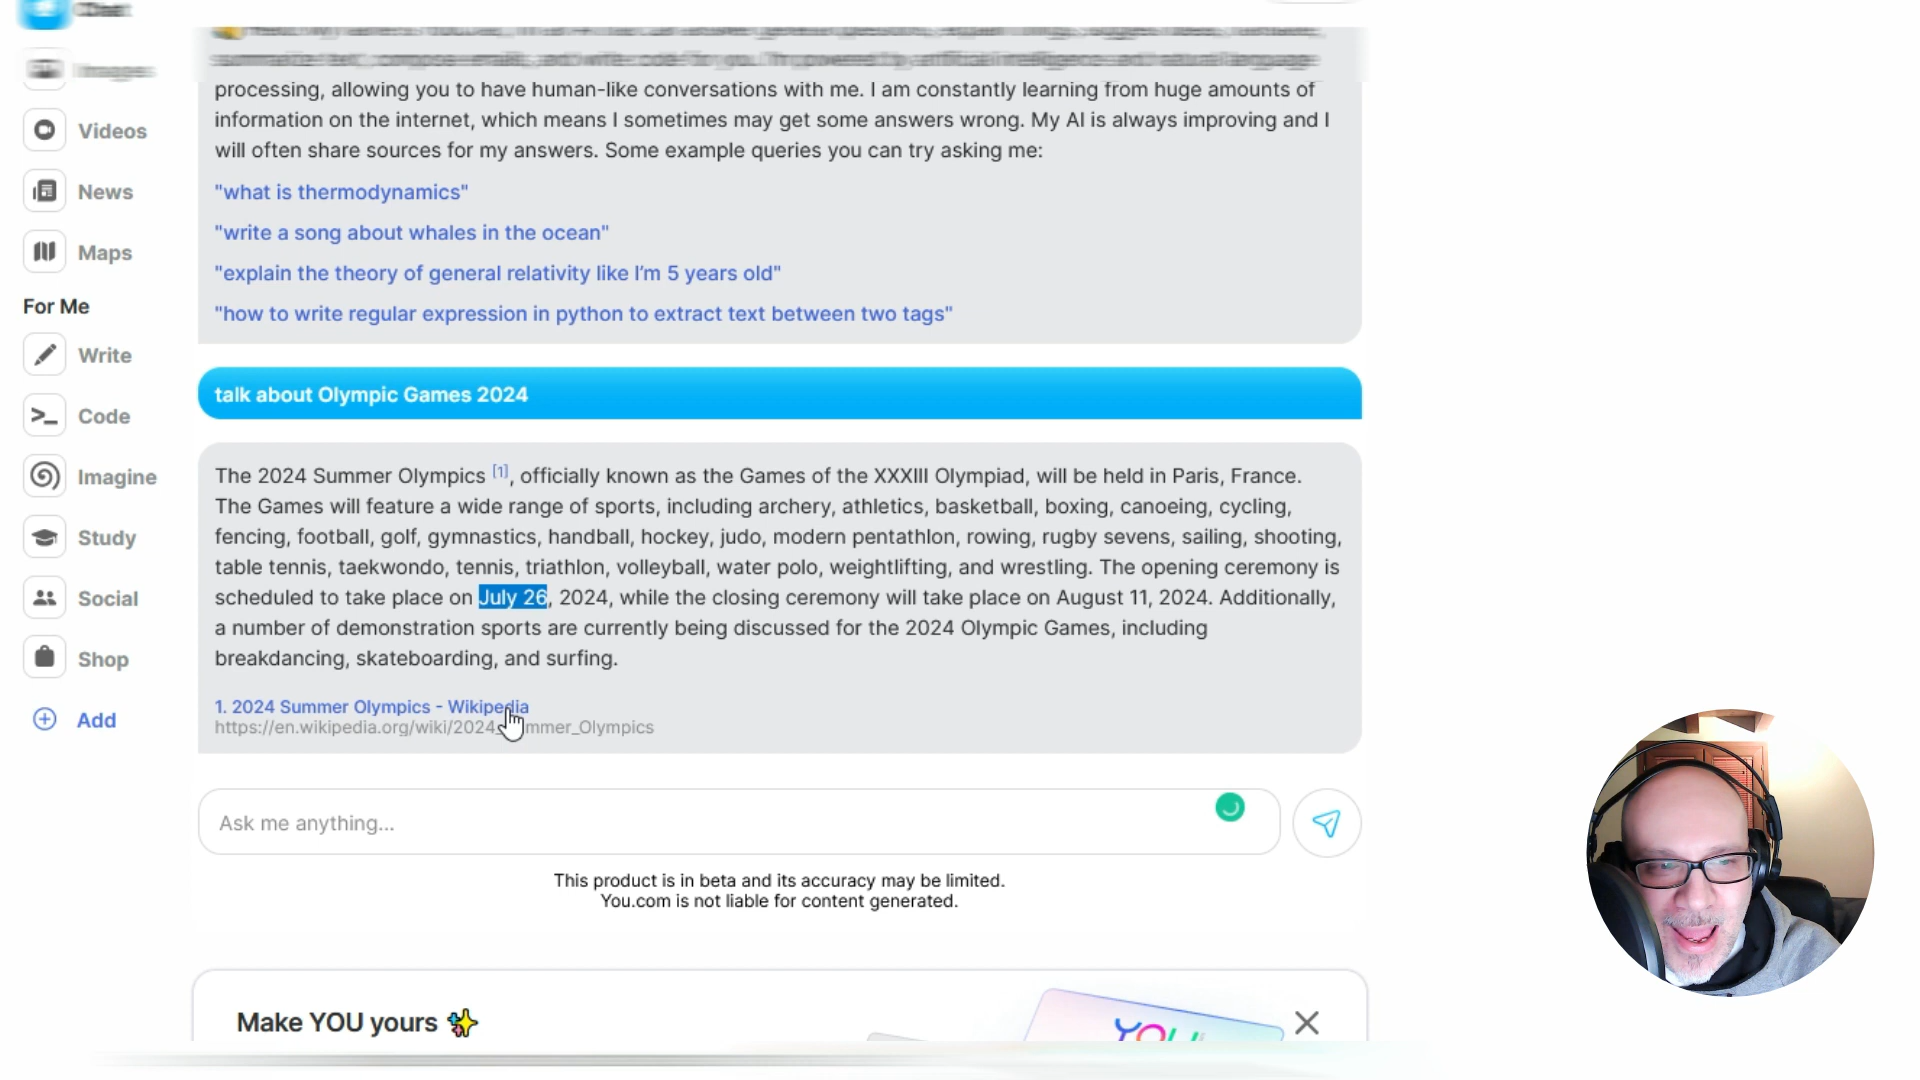 Chat
Images
processing, allowing you to have human-like conversations with me. I am constantly learning from huge amounts of
information on the internet, which means I sometimes may get some answers wrong. My AI is always improving and I
will often share sources for my answers. Some example queries you can try asking me:
Videos
News
"what is thermodynamics"
"write a song about whales in the ocean"
Maps
"explain the theory of general relativity like I'm 5 years old"
For Me
"how to write regular expression in python to extract text between two tags"
Write
talk about Olympic Games 2024
Code
The 2024 Summer Olympics [1], officially known as the Games of the XXXIII Olympiad, will be held in Paris, France.
Imagine
The Games will feature a wide range of sports, including archery, athletics, basketball, boxing, canoeing, cycling,
fencing, football, golf, gymnastics, handball, hockey, judo, modern pentathlon, rowing, rugby sevens, sailing, shooting,
Study
table tennis, taekwondo, tennis, triathlon, volleyball, water polo, weightlifting, and wrestling. The opening ceremony is
scheduled to take place on July 26, 2024, while the closing ceremony will take place on August 11, 2024. Additionally,
Social
a number of demonstration sports are currently being discussed for the 2024 Olympic Games, including
breakdancing, skateboarding, and surfing.
Shop
1. 2024 Summer Olympics - Wikipedia
https://en.wikipedia.org/wiki/2024_ mmer_Olympics
Add
Ask me anything...
This product is in beta and its accuracy may be limited.
You.com is not liable for content generated.
Make YOU yours
YOU